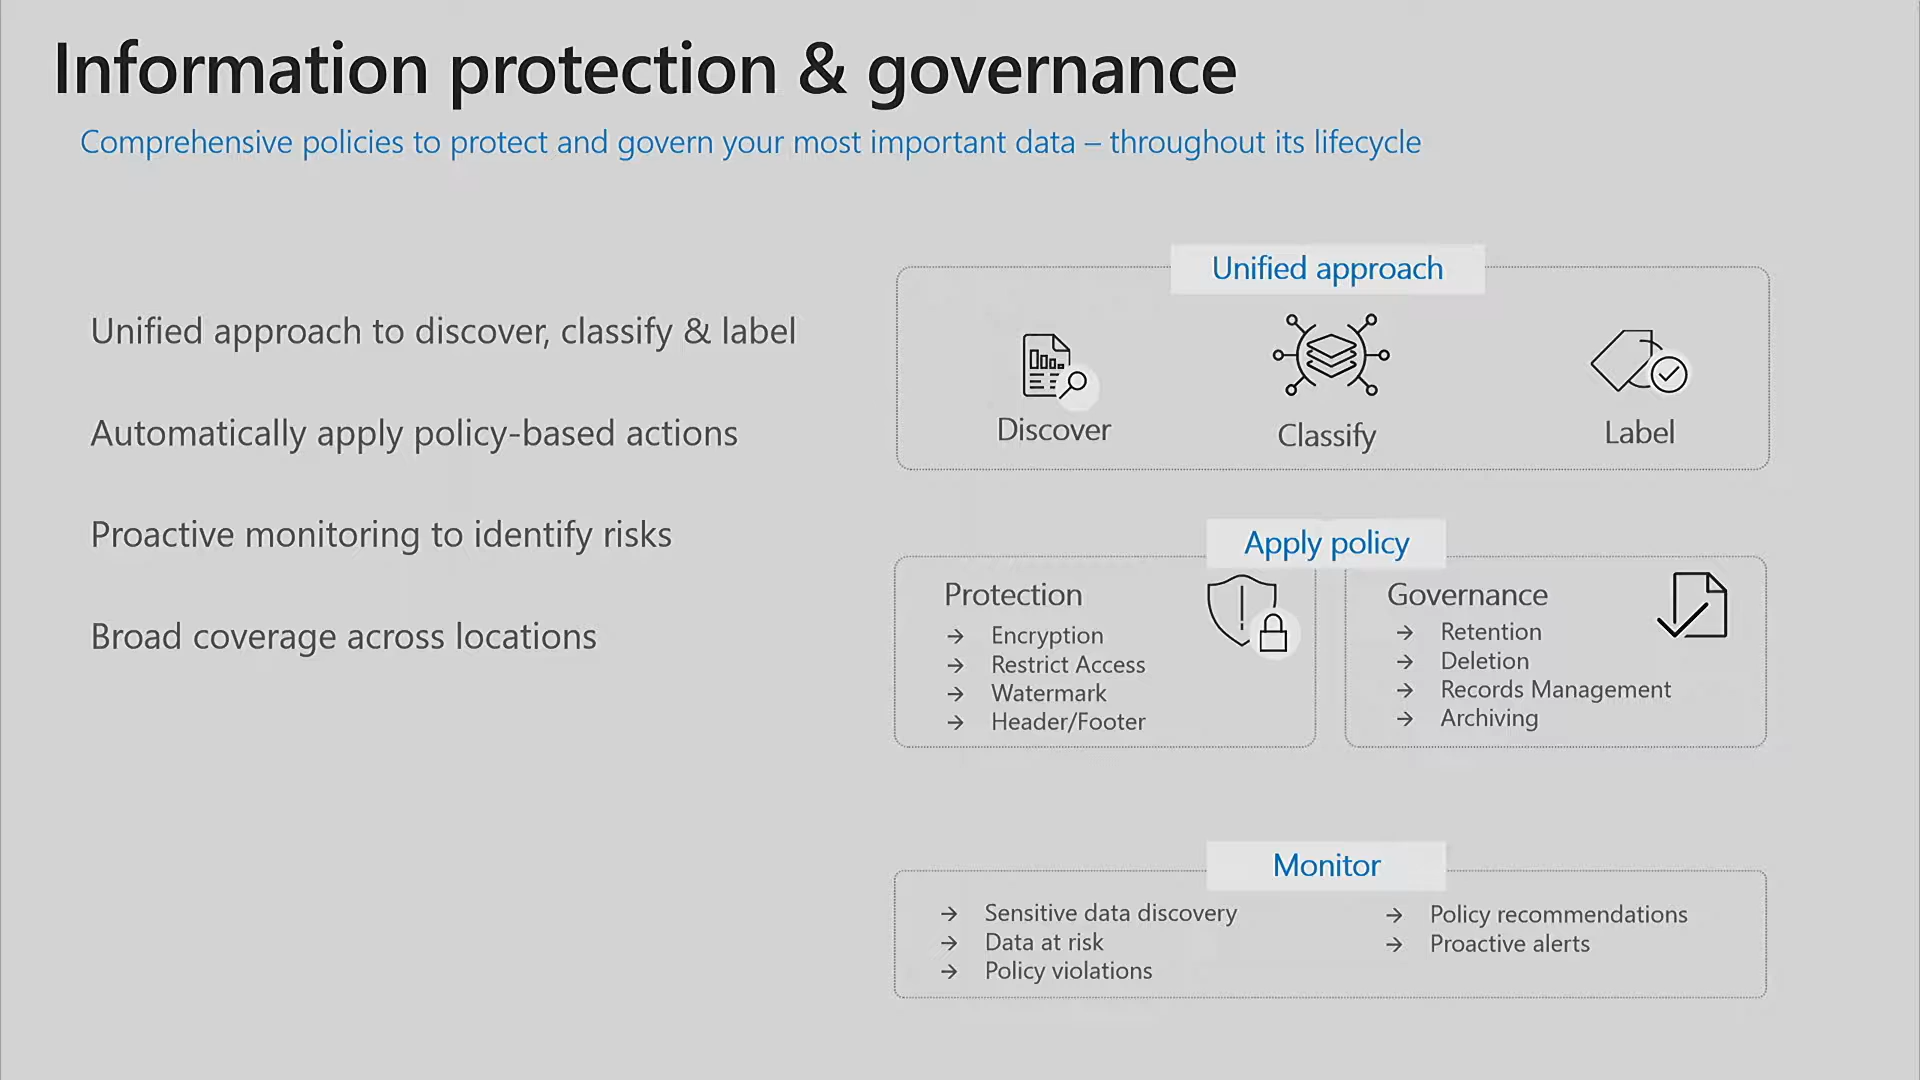 Information protection & governance
Comprehensive policies to protect and govern your most important data – throughout its lifecycle
Unified approach to discover, classify & label
Automatically apply policy-based actions
Proactive monitoring to identify risks
Broad coverage across locations
Unified approach
Discover
Classify
Label
Apply policy
Protection
→ Encryption
→ Restrict Access
→ Watermark
→ Header/Footer
Governance
→ Retention
→ Deletion
→ Records Management
→ Archiving
Monitor
→ Sensitive data discovery
→ Data at risk
→ Policy violations
→ Policy recommendations
→ Proactive alerts